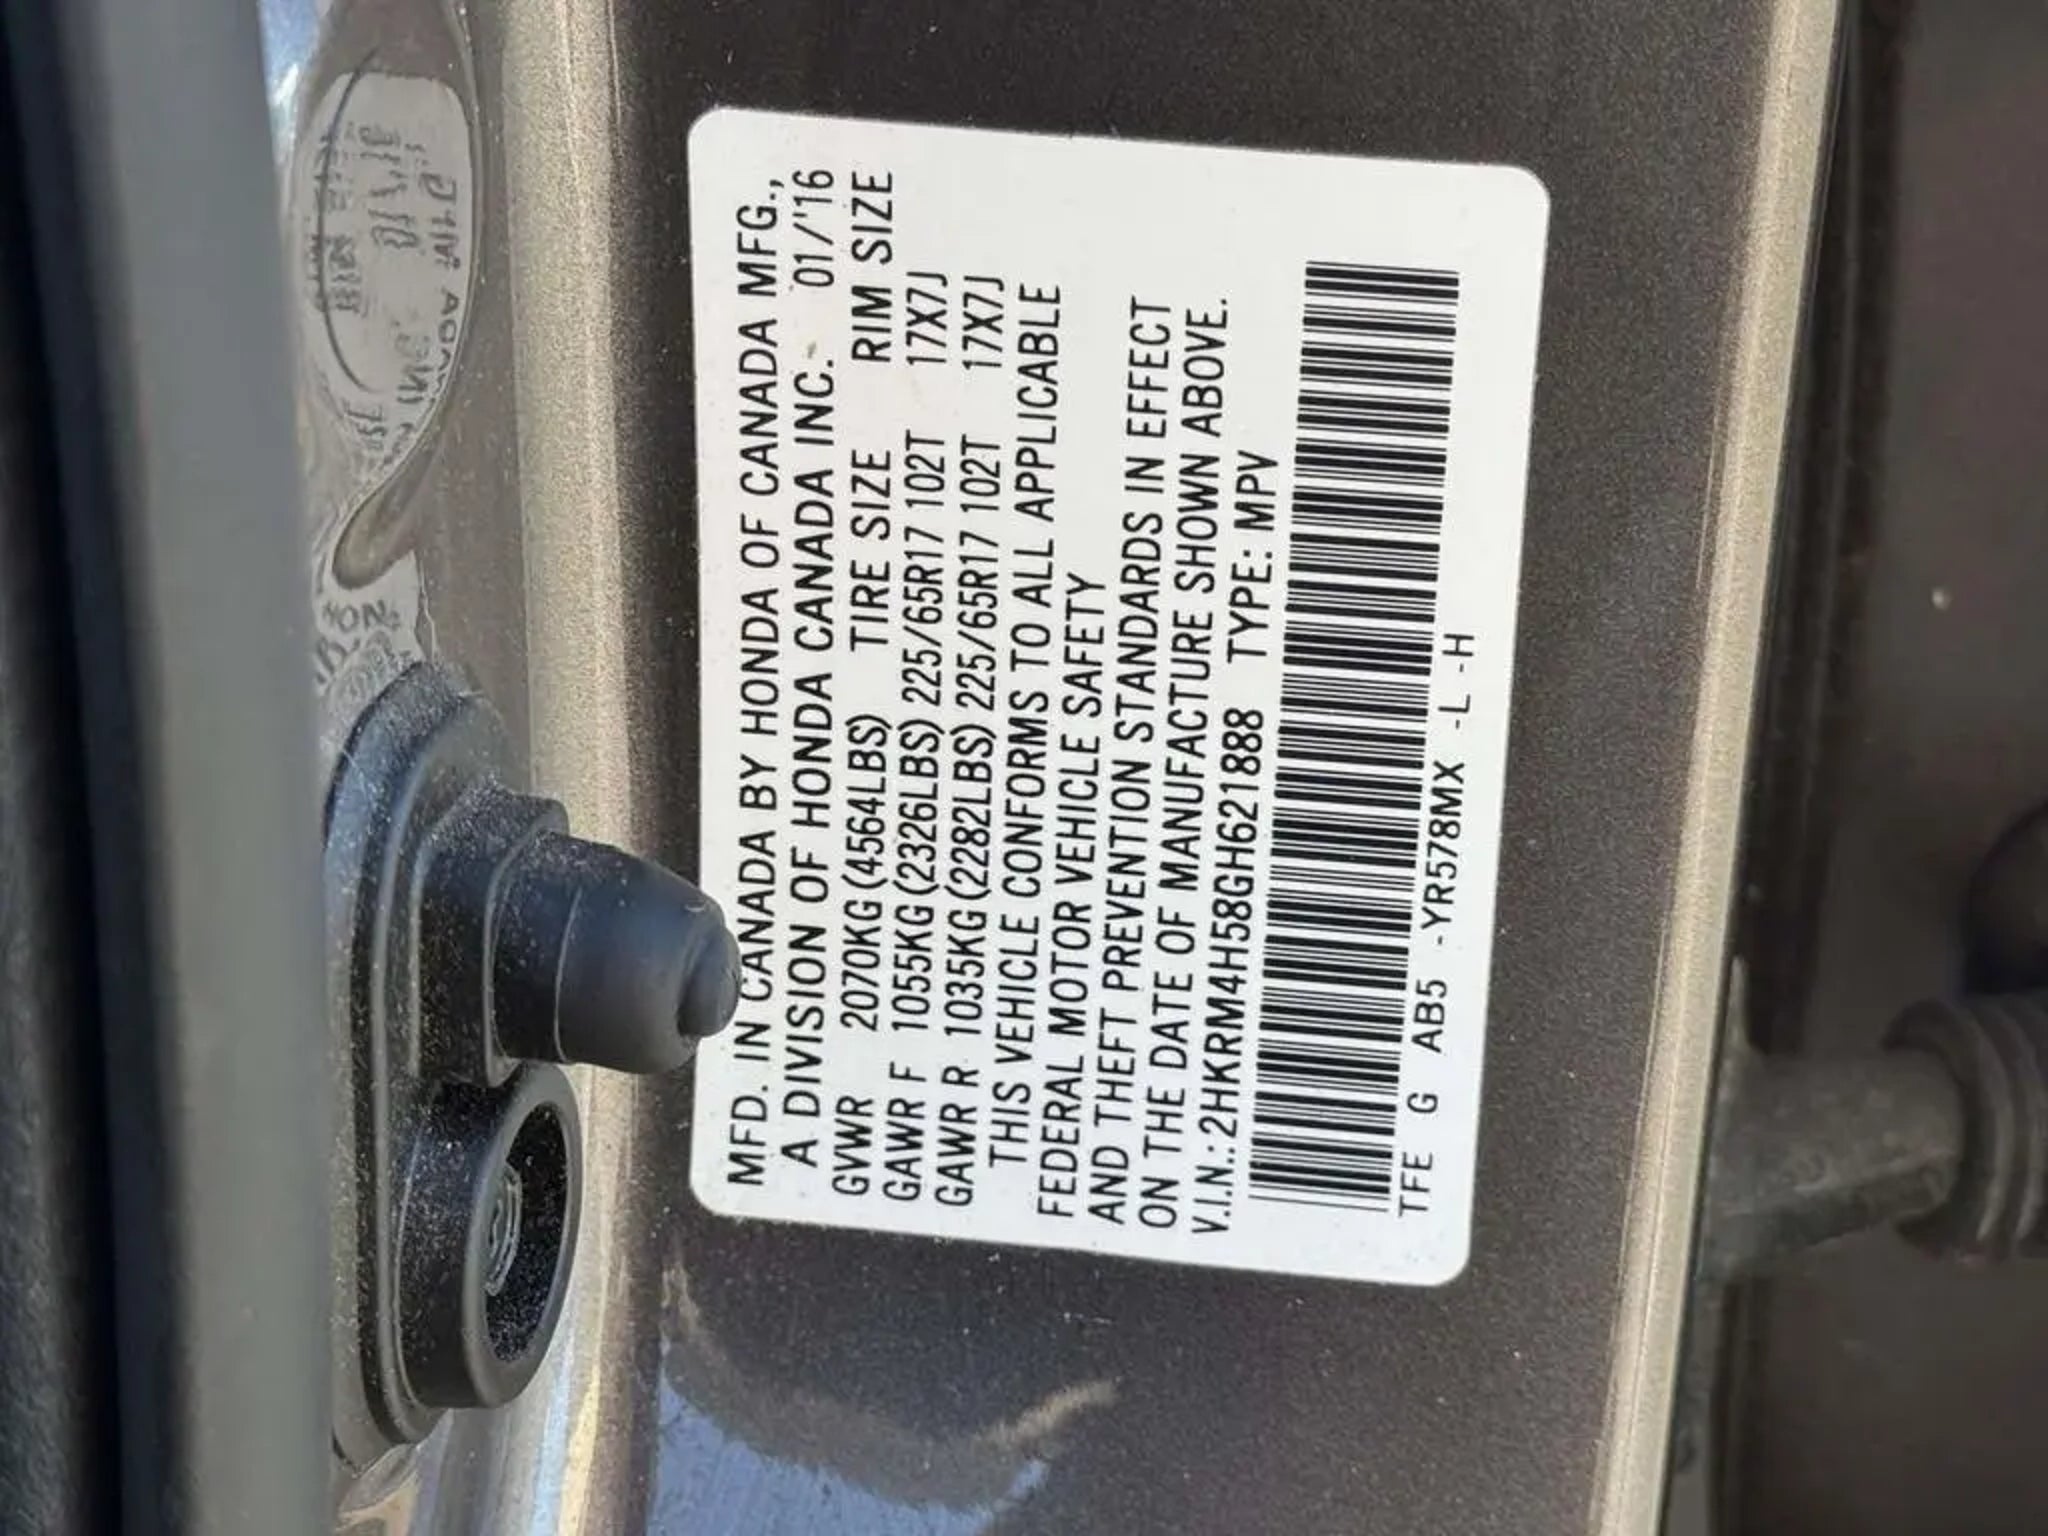 MFD. IN CANADA BY HONDA OF CANADA MFG.,
A DIVISION OF HONDA CANADA INC. 01/'16
GVWR 2070KG (4564LBS) TIRE SIZE RIM SIZE
GAWR F 1055KG (2326LBS) 225/65R17 102T 17X7J
GAWR R 1035KG (2282LBS) 225/65R17 102T 17X7J
THIS VEHICLE CONFORMS TO ALL APPLICABLE
FEDERAL MOTOR VEHICLE SAFETY
AND THEFT PREVENTION STANDARDS IN EFFECT
ON THE DATE OF MANUFACTURE SHOWN ABOVE.
V.I.N.:2HKRM4H58GH621888 TYPE: MPV
TFE G AB5 -YR578MX -L -H